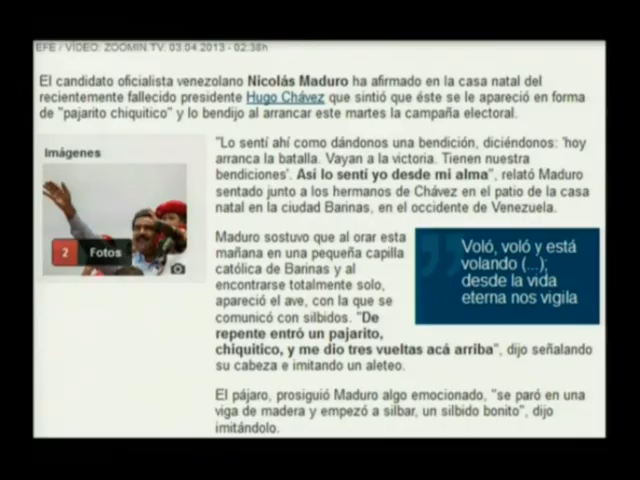 EFE / VÍDEO: ZOOMIN.TV. 03.04.2013 - 02:38h
El candidato oficialista venezolano Nicolás Maduro ha afirmado en la casa natal del
recientemente fallecido presidente Hugo Chávez que sintió que éste se le apareció en forma
de "pajarito chiquitico" y lo bendijo al arrancar este martes la campaña electoral.
Imágenes
2 Fotos
"Lo sentí ahí como dándonos una bendición, diciéndonos: 'hoy
arranca la batalla. Vayan a la victoria. Tienen nuestra
bendiciones'. Asi lo sentí yo desde mi alma", relató Maduro
sentado junto a los hermanos de Chávez en el patio de la casa
natal en la ciudad Barinas, en el occidente de Venezuela.
Maduro sostuvo que al orar esta
mañana en una pequeña capilla
católica de Barinas y al
encontrarse totalmente solo,
apareció el ave, con la que se
comunicó con silbidos. "De
repente entró un pajarito,
chiquitico, y me dio tres vueltas acá arriba", dijo señalando
su cabeza e imitando un aleteo.
Voló, voló y está
volando (...);
desde la vida
eterna nos vigila
El pájaro, prosiguió Maduro algo emocionado, "se paró en una
viga de madera y empezó a silbar, un silbido bonito", dijo
imitándolo.